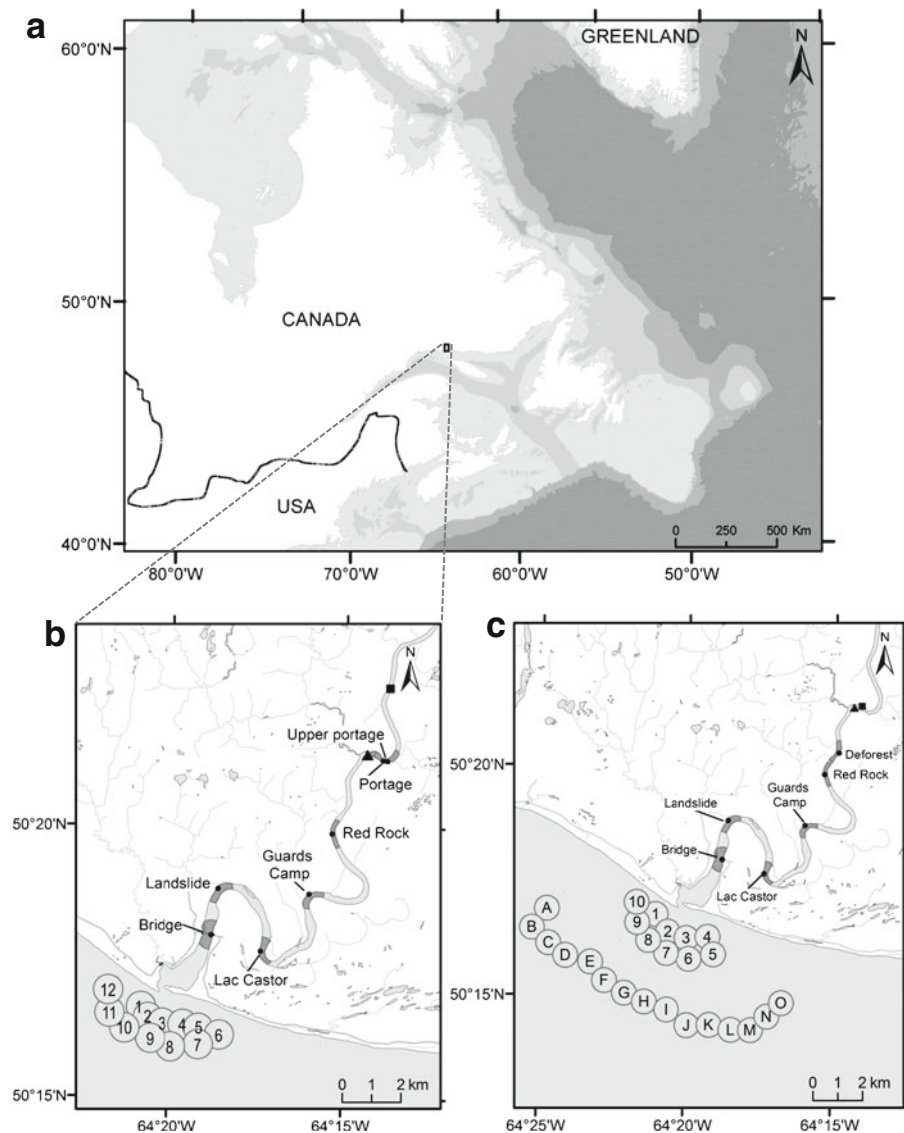 a
GREENLAND
N
60°0'N
50°0'N
CANADA
USA
40°0'N
0 250 500 Km
80°0'W 70°0'W 60°0'W 50°0'W
b
N
Upper portage
Portage
50°20'N
Red Rock
Guards
Camp
Landslide
Bridge
Lac Castor
12
11
10
1
2
3
4
5
6
9
8
7
0 1 2 km
50°15'N
64°20'W 64°15'W
c
N
Deforest
50°20'N
Red Rock
Guards
Camp
Landslide
Bridge
Lac Castor
10
1
9
2
3
4
8
7
6
5
A
B
C
D
E
F
G
H
I
J
K
L
M
N
O
50°15'N
0 1 2 km
64°25'W 64°20'W 64°15'W